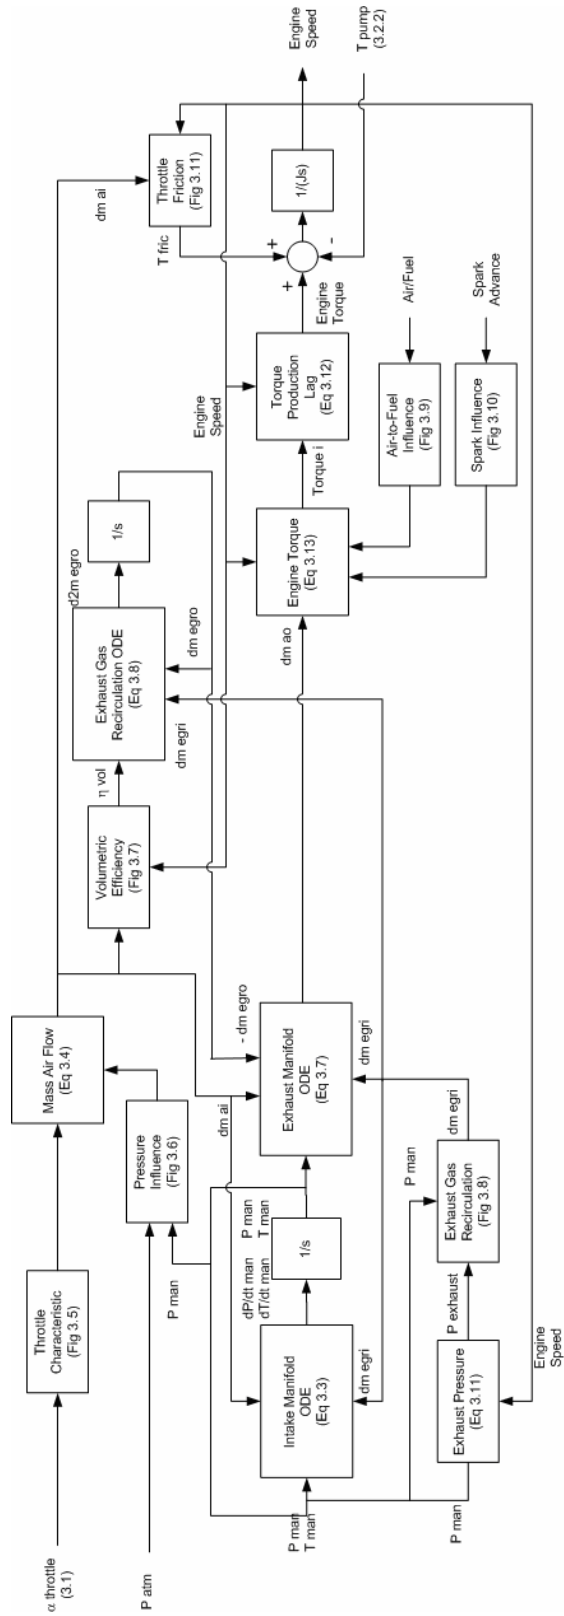 α throttle
(3.1)
P atm
Throttle
Characteristic
(Fig 3.5)
Mass Air Flow
(Eq 3.4)
Pressure
Influence
(Fig 3.6)
P man
dm ai
Throttle
Friction
(Fig 3.11)
T fric
Volumetric
Efficiency
(Fig 3.7)
η vol
Exhaust Gas
Recirculation ODE
(Eq 3.8)
d2m egro
1/s
dm egri
dm egro
Engine
Speed
Engine
Speed
T pump
(3.2.2)
1/(Js)
+
+
-
Engine
Torque
Torque
Production
Lag
(Eq 3.12)
Torque i
Engine Torque
(Eq 3.13)
dm ao
P man
T man
Intake Manifold
ODE
(Eq 3.3)
dP/dt man
dT/dt man
1/s
P man
T man
dm ai
- dm egro
Exhaust Manifold
ODE
(Eq 3.7)
dm egri
dm egri
Air-to-Fuel
Influence
(Fig 3.9)
Air/Fuel
Spark Influence
(Fig 3.10)
Spark
Advance
P man
Exhaust Pressure
(Eq 3.11)
P exhaust
P man
Exhaust Gas
Recirculation
(Fig 3.8)
dm egri
Engine
Speed